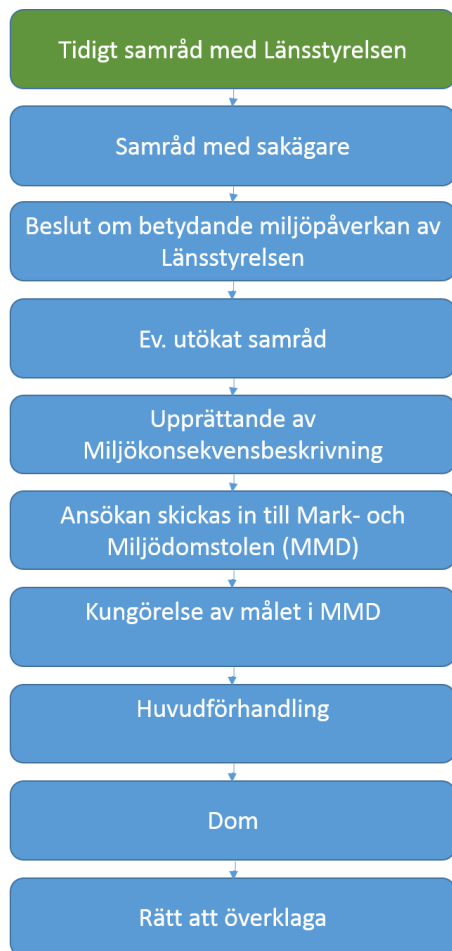 Tidigt samråd med Länsstyrelsen
Samråd med sakägare
Beslut om betydande miljöpåverkan av
Länsstyrelsen
Ev. utökat samråd
Upprättande av
Miljökonsekvensbeskrivning
Ansökan skickas in till Mark- och
Miljödomstolen (MMD)
Kungörelse av målet i MMD
Huvudförhandling
Dom
Rätt att överklaga